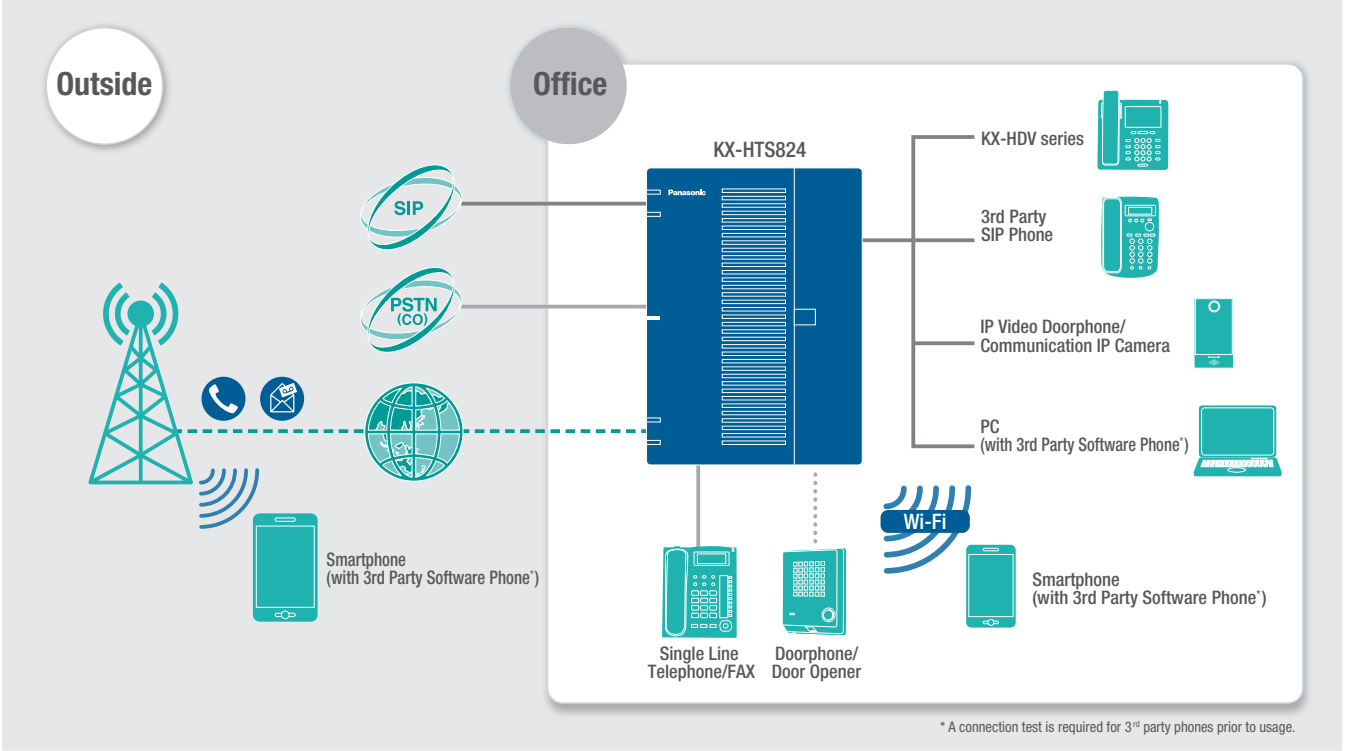 Outside
Office
KX-HTS824
Panasonic
SIP
PSTN
(CO)
KX-HDV series
3rd Party
SIP Phone
IP Video Doorphone/
Communication IP Camera
PC
(with 3rd Party Software Phone*)
Wi-Fi
Smartphone
(with 3rd Party Software Phone*)
Smartphone
(with 3rd Party Software Phone*)
Single Line
Telephone/FAX
Doorphone/
Door Opener
* A connection test is required for 3rd party phones prior to usage.